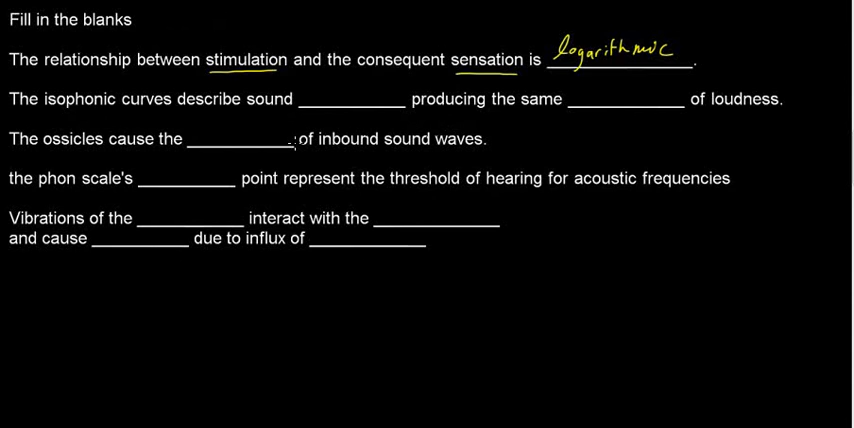 Fill in the blanks
The relationship between stimulation and the consequent sensation is logarithmic.
The isophonic curves describe sound ____________ producing the same _____________ of loudness.
The ossicles cause the ____________ of inbound sound waves.
the phon scale's ___________ point represent the threshold of hearing for acoustic frequencies
Vibrations of the ____________ interact with the ______________
and cause ___________ due to influx of _____________